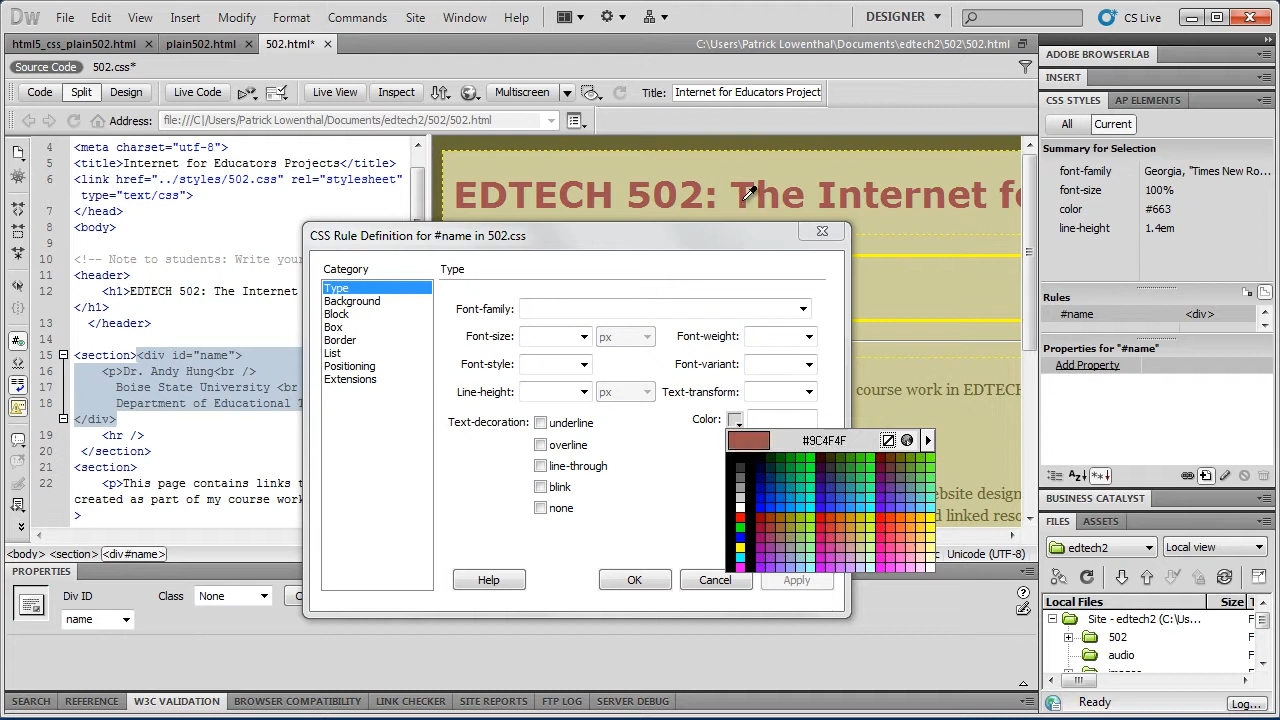 Dw File Edit View Insert Modify Format Commands Site Window Help DESIGNER CS Live
html5_css_plain502.html plain502.html 502.html* C:\Users\Patrick Lowenthal\Documents\edtech2\502\502.html
Source Code 502.css*
Code Split Design Live Code Live View Inspect Multiscreen Title: Internet for Educators Project
Address: file:///C|/Users/Patrick Lowenthal/Documents/edtech2/502/502.html
4 <meta charset="utf-8">
5 <title>Internet for Educators Projects</title>
6 <link href="../styles/502.css" rel="stylesheet"
type="text/css">
7 </head>
8 <body>
9
10 <!-- Note to students: Write your
11 <header>
12 <h1>EDTECH 502: The Internet
</h1>
13 </header>
14
15 <section><div id="name">
16 <p>Dr. Andy Hung<br />
17 Boise State University <br
18 Department of Educational T
</div>
19 <hr />
20 </section>
21 <section>
22 <p>This page contains links t
created as part of my course work
>
<body> <section> <div#name> Unicode (UTF-8)
EDTECH 502: The Internet fo
course work in EDTECH
website design
d linked reso
CSS Rule Definition for #name in 502.css
Category
Type
Background
Block
Box
Border
List
Positioning
Extensions
Type
Font-family:
Font-size: px Font-weight:
Font-style: Font-variant:
Line-height: px Text-transform:
Text-decoration: underline Color:
overline
line-through
blink
none
#9C4F4F
Help OK Cancel Apply
PROPERTIES
Div ID Class None C
name
SEARCH REFERENCE W3C VALIDATION BROWSER COMPATIBILITY LINK CHECKER SITE REPORTS FTP LOG SERVER DEBUG
ADOBE BROWSERLAB
INSERT
CSS STYLES AP ELEMENTS
All Current
Summary for Selection
font-family Georgia, "Times New Ro...
font-size 100%
color #663
line-height 1.4em
Rules
#name <div>
Properties for "#name"
Add Property
BUSINESS CATALYST
FILES ASSETS
edtech2 Local view
Local Files Size T
Site - edtech2 (C:\Us... F
502 F
audio F
Ready Log...